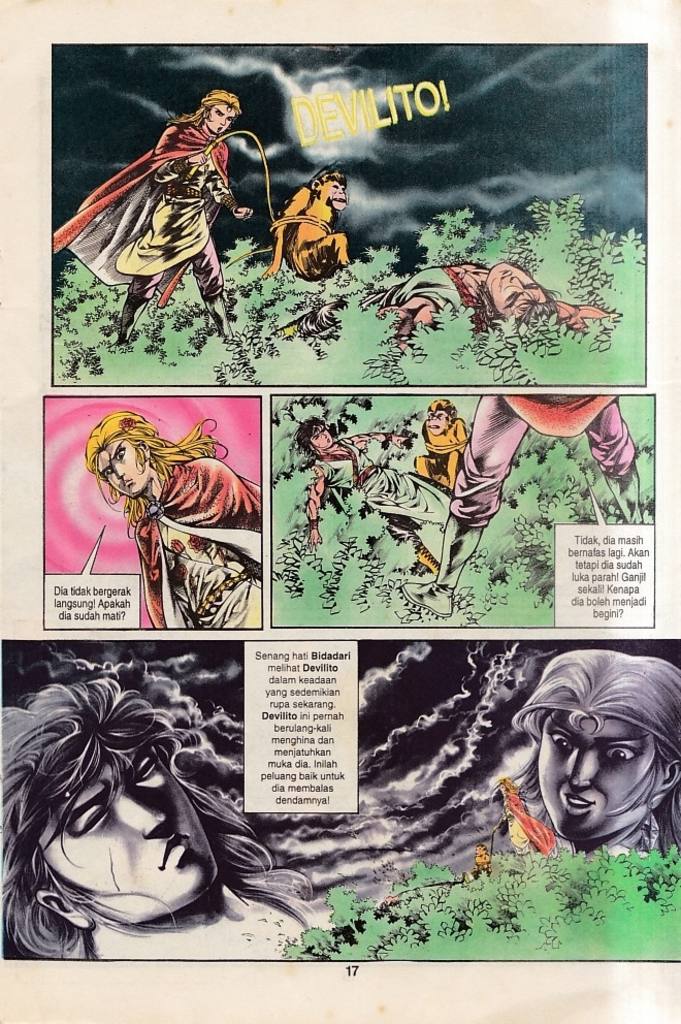 DEVILITO!
Dia tidak bergerak
langsung! Apakah
dia sudah mati?
Tidak, dia masih
bernafas lagi. Akan
tetapi dia sudah
luka parah! Ganjil
sekali! Kenapa
dia boleh menjadi
begini?
Senang hati Bidadari
melihat Devilito
dalam keadaan
yang sedemikian
rupa sekarang.
Devilito ini pernah
berulang-kali
menghina dan
menjatuhkan
muka dia. Inilah
peluang baik untuk
dia membalas
dendamnya!
17